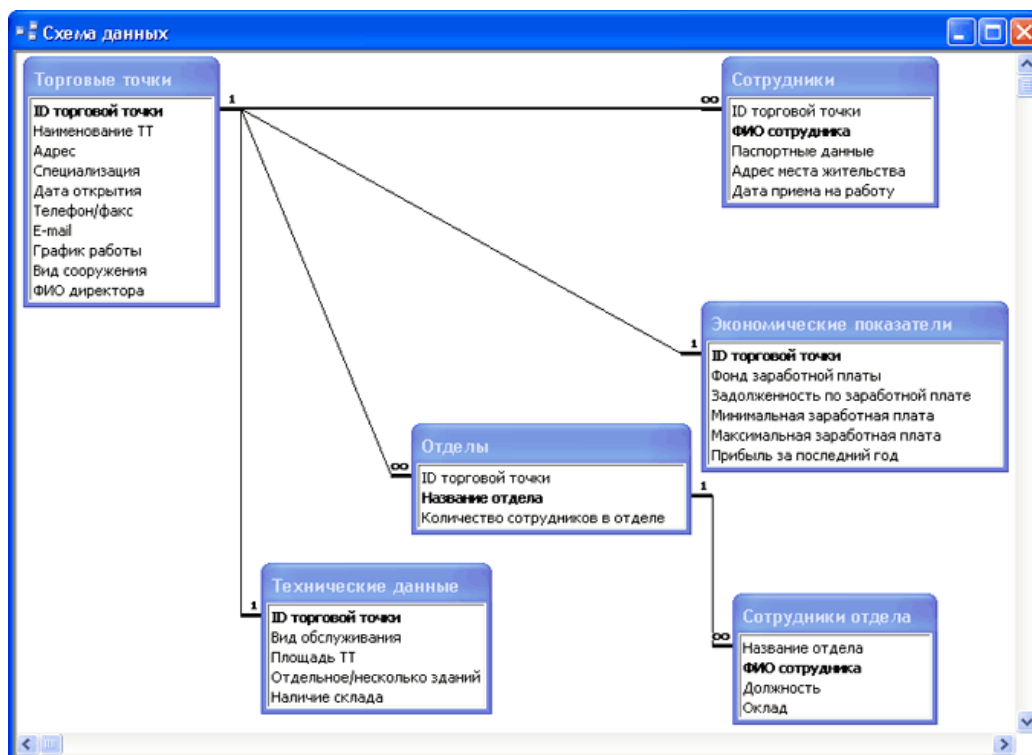 Схема данных
Торговые точки
ID торговой точки
Наименование ТТ
Адрес
Специализация
Дата открытия
Телефон/факс
E-mail
График работы
Вид сооружения
ФИО директора
1
∞
Сотрудники
ID торговой точки
ФИО сотрудника
Паспортные данные
Адрес места жительства
Дата приема на работу
1
Экономические показатели
ID торговой точки
Фонд заработной платы
Задолженность по заработной плате
Минимальная заработная плата
Максимальная заработная плата
Прибыль за последний год
∞
Отделы
ID торговой точки
Название отдела
Количество сотрудников в отделе
1
1
Технические данные
ID торговой точки
Вид обслуживания
Площадь ТТ
Отдельное/несколько зданий
Наличие склада
∞
Сотрудники отдела
Название отдела
ФИО сотрудника
Должность
Оклад